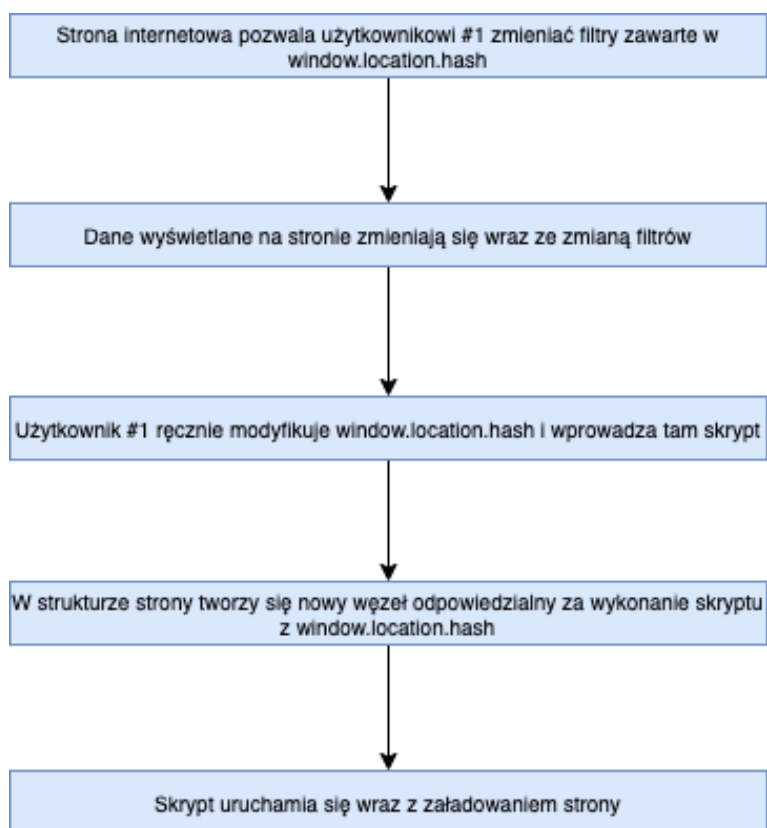 Strona internetowa pozwala użytkownikowi #1 zmieniać filtry zawarte w
window.location.hash
Dane wyświetlane na stronie zmieniają się wraz ze zmianą filtrów
Użytkownik #1 ręcznie modyfikuje window.location.hash i wprowadza tam skrypt
W strukturze strony tworzy się nowy węzeł odpowiedzialny za wykonanie skryptu
z window.location.hash
Skrypt uruchamia się wraz z załadowaniem strony